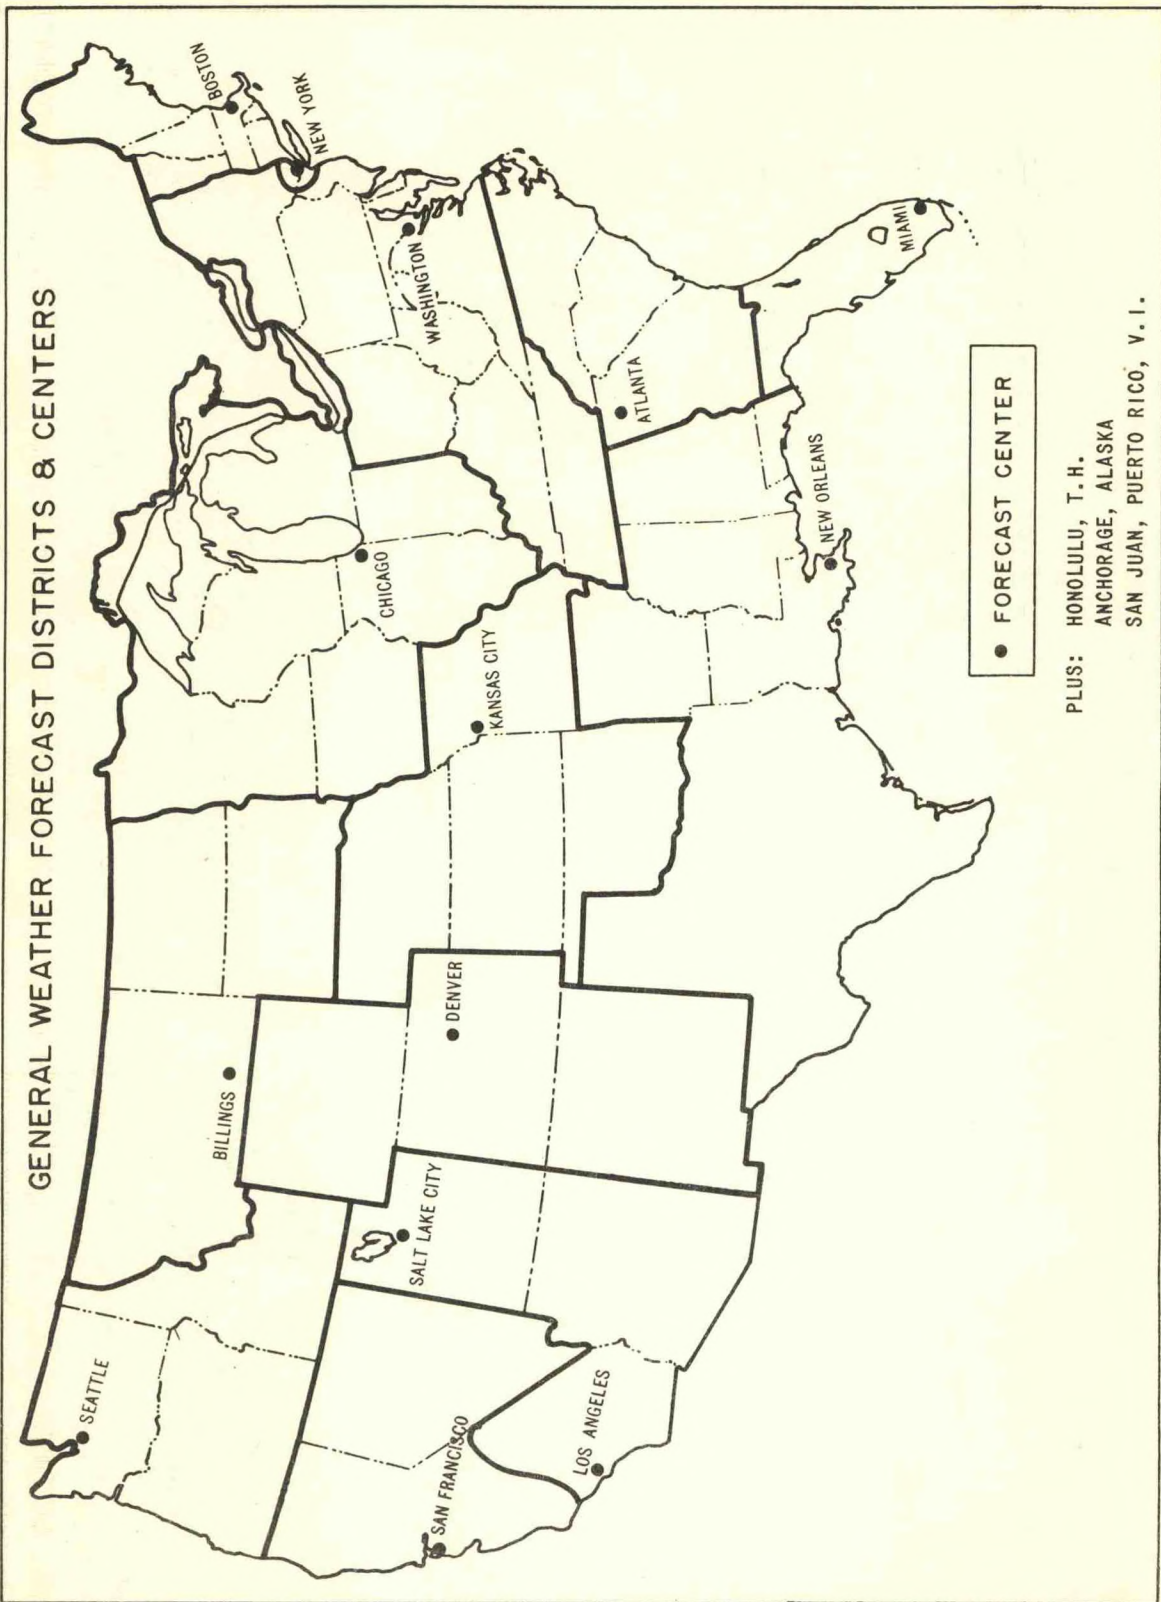 GENERAL WEATHER FORECAST DISTRICTS & CENTERS
SEATTLE
BILLINGS
BOSTON
NEW YORK
CHICAGO
WASHINGTON
SALT LAKE CITY
DENVER
KANSAS CITY
SAN FRANCISCO
LOS ANGELES
ATLANTA
NEW ORLEANS
MIAMI
● FORECAST CENTER
PLUS: HONOLULU, T.H.
ANCHORAGE, ALASKA
SAN JUAN, PUERTO RICO, V.I.